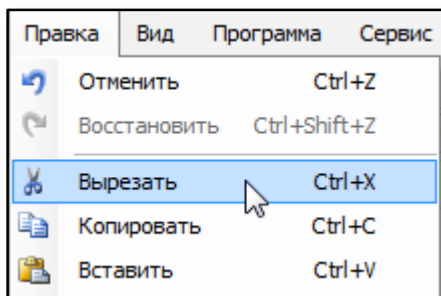 Правка Вид Программа Сервис
Отменить Ctrl+Z
Восстановить Ctrl+Shift+Z
Вырезать Ctrl+X
Копировать Ctrl+C
Вставить Ctrl+V